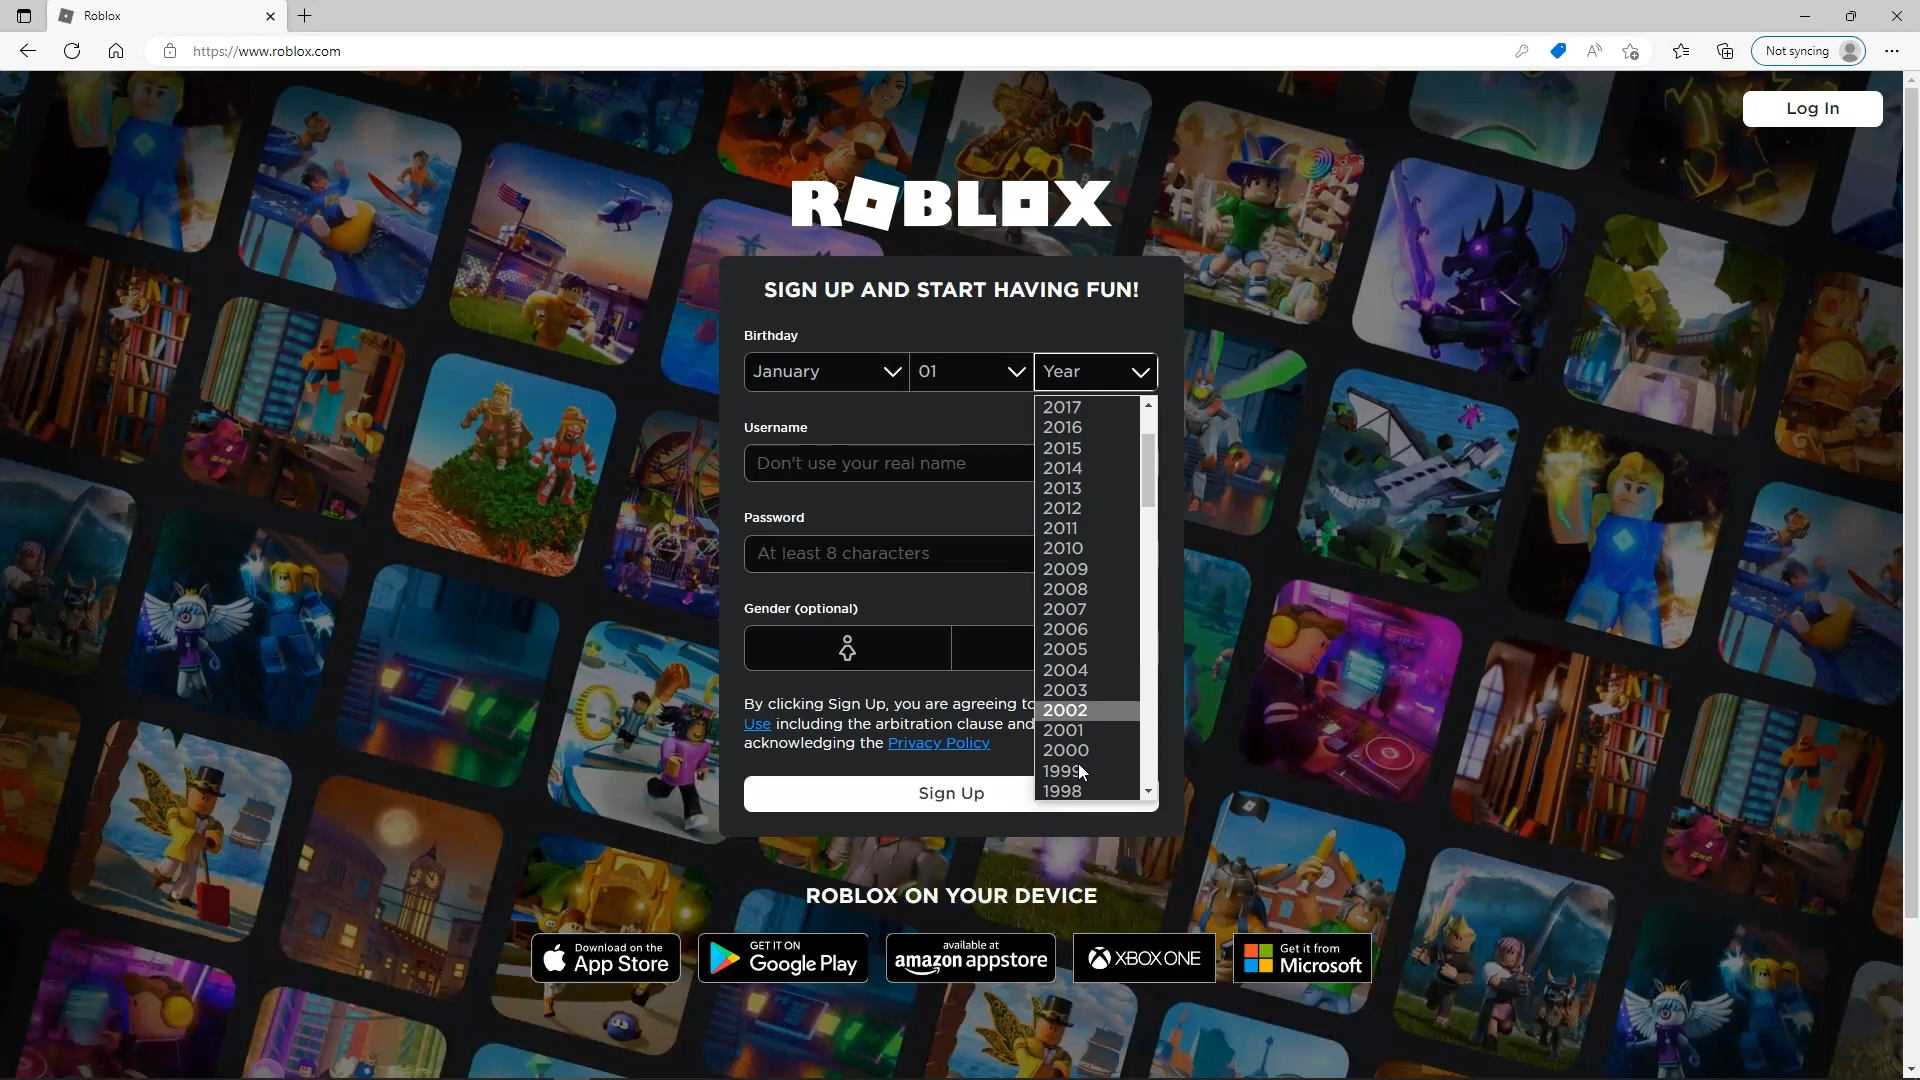 Roblox
https://www.roblox.com
Not syncing
Log In
ROBLOX
SIGN UP AND START HAVING FUN!
Birthday
January
01
Year
2017
2016
2015
2014
2013
2012
2011
2010
2009
2008
2007
2006
2005
2004
2003
2002
2001
2000
1999
1998
Username
Don't use your real name
Password
At least 8 characters
Gender (optional)
By clicking Sign Up, you are agreeing to
Use including the arbitration clause and
acknowledging the Privacy Policy
Sign Up
ROBLOX ON YOUR DEVICE
Download on the
App Store
GET IT ON
Google Play
available at
amazon appstore
XBOX ONE
Get it from
Microsoft